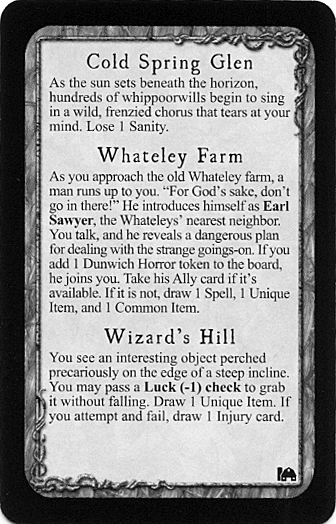 Cold Spring Glen
As the sun sets beneath the horizon,
hundreds of whippoorwills begin to sing
in a wild, frenzied chorus that tears at your
mind. Lose 1 Sanity.
Whateley Farm
As you approach the old Whateley farm, a
man runs up to you. “For God's sake, don't
go in there!” He introduces himself as Earl
Sawyer, the Whateleys' nearest neighbor.
You talk, and he reveals a dangerous plan
for dealing with the strange goings-on. If you
add 1 Dunwich Horror token to the board,
he joins you. Take his Ally card if it's
available. If it is not, draw 1 Spell, 1 Unique
Item, and 1 Common Item.
Wizard's Hill
You see an interesting object perched
precariously on the edge of a steep incline.
You may pass a Luck (-1) check to grab
it without falling. Draw 1 Unique Item. If
you attempt and fail, draw 1 Injury card.